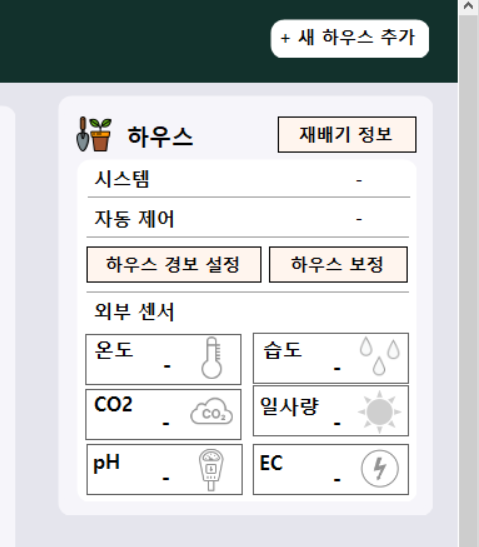 + 새 하우스 추가
하우스
재배기 정보
시스템 -
자동 제어 -
하우스 경보 설정
하우스 보정
외부 센서
온도 -
습도 -
CO2 -
CO₂
일사량 -
pH -
EC -